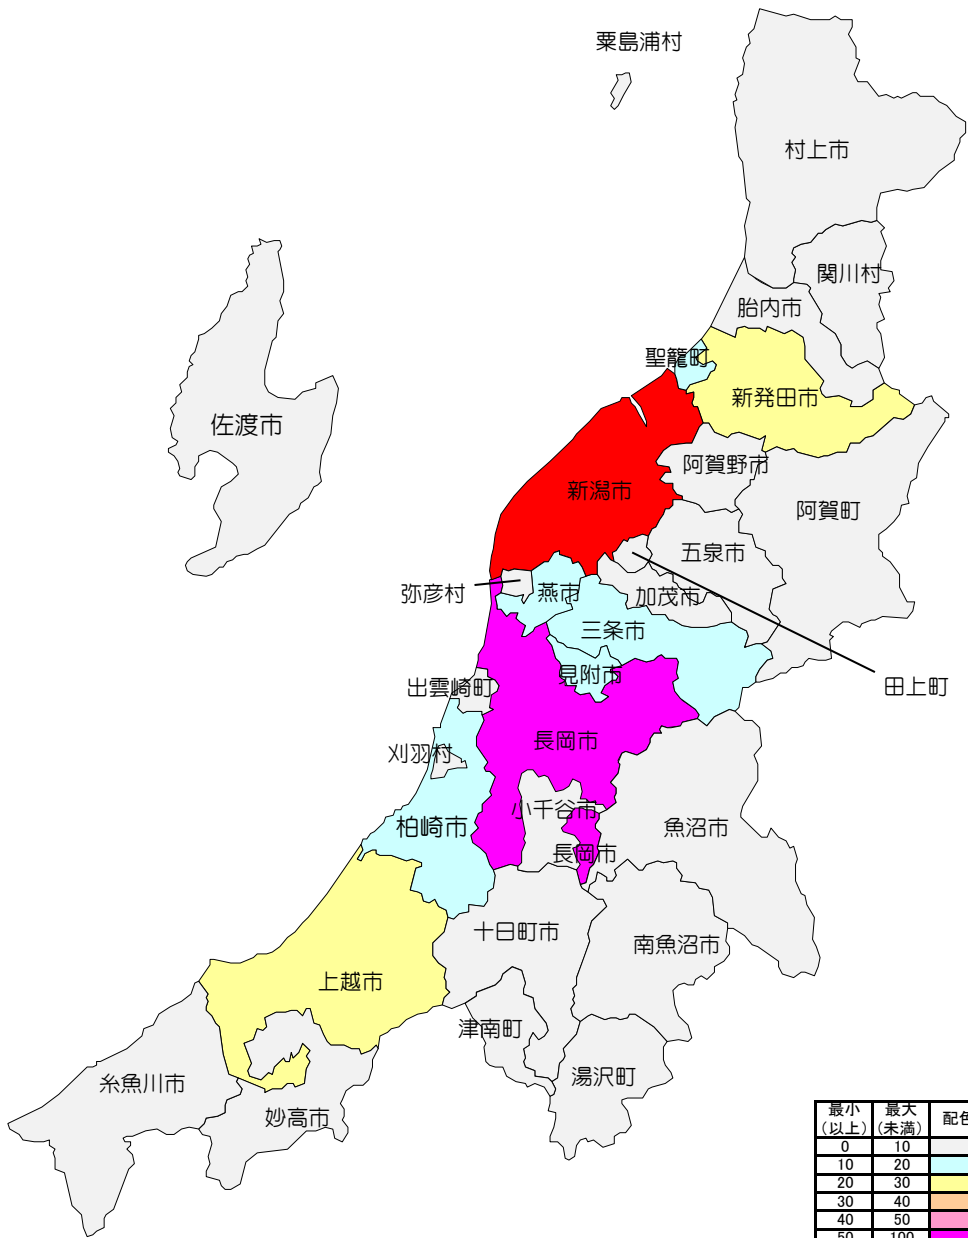 粟島浦村
村上市
関川村
胎内市
聖籠町
新発田市
佐渡市
阿賀野市
新潟市
阿賀町
五泉市
弥彦村
燕市
加茂市
三条市
見附市
田上町
出雲崎町
長岡市
刈羽村
小千谷市
柏崎市
魚沼市
長岡市
十日町市
南魚沼市
上越市
津南町
湯沢町
糸魚川市
妙高市
最小 最大 配色
(以上) (未満)
0 10
10 20
20 30
30 40
40 50
50 100